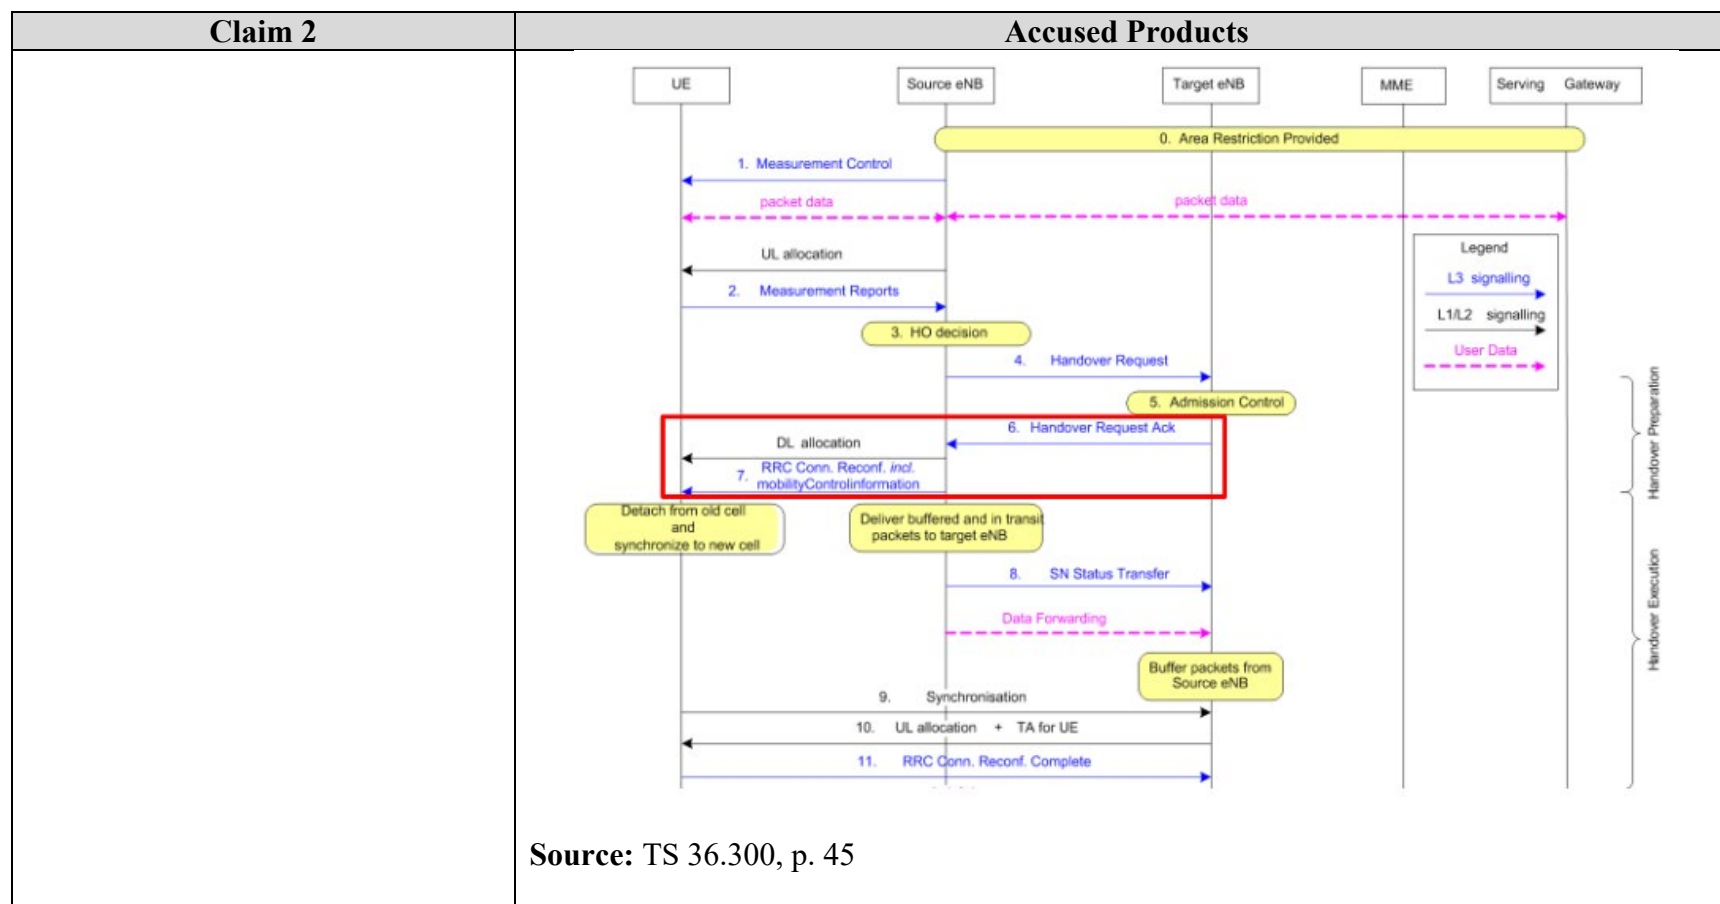 Claim 2
Accused Products
UE
Source eNB
Target eNB
MME
Serving Gateway
0. Area Restriction Provided
1. Measurement Control
packet data
packet data
Legend
L3 signalling
L1/L2 signalling
User Data
UL allocation
2. Measurement Reports
3. HO decision
4. Handover Request
5. Admission Control
6. Handover Request Ack
DL allocation
7. RRC Conn. Reconf. incl.
mobilityControlinformation
Handover Preparation
Detach from old cell
and
synchronize to new cell
Deliver buffered and in transit
packets to target eNB
8. SN Status Transfer
Data Forwarding
Buffer packets from
Source eNB
9. Synchronisation
10. UL allocation + TA for UE
11. RRC Conn. Reconf. Complete
Handover Execution
Source: TS 36.300, p. 45